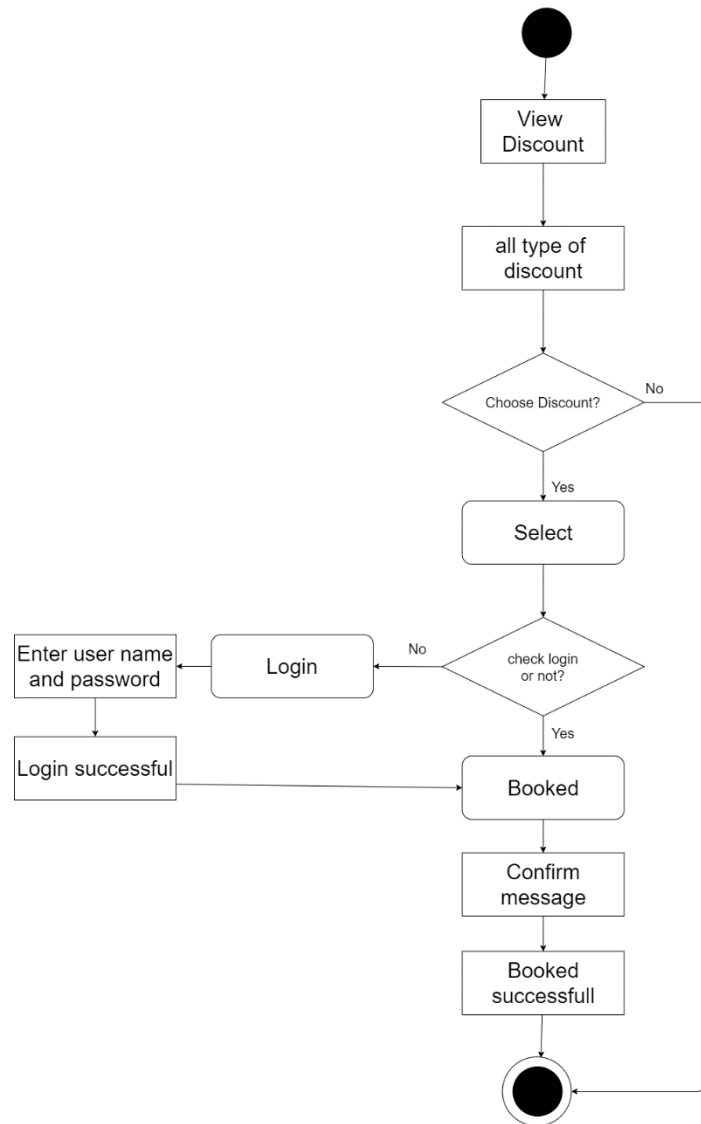 View
Discount
all type of
discount
Choose Discount?
No
Yes
Select
check login
or not?
No
Login
Enter user name
and password
Login successful
Yes
Booked
Confirm
message
Booked
successfull